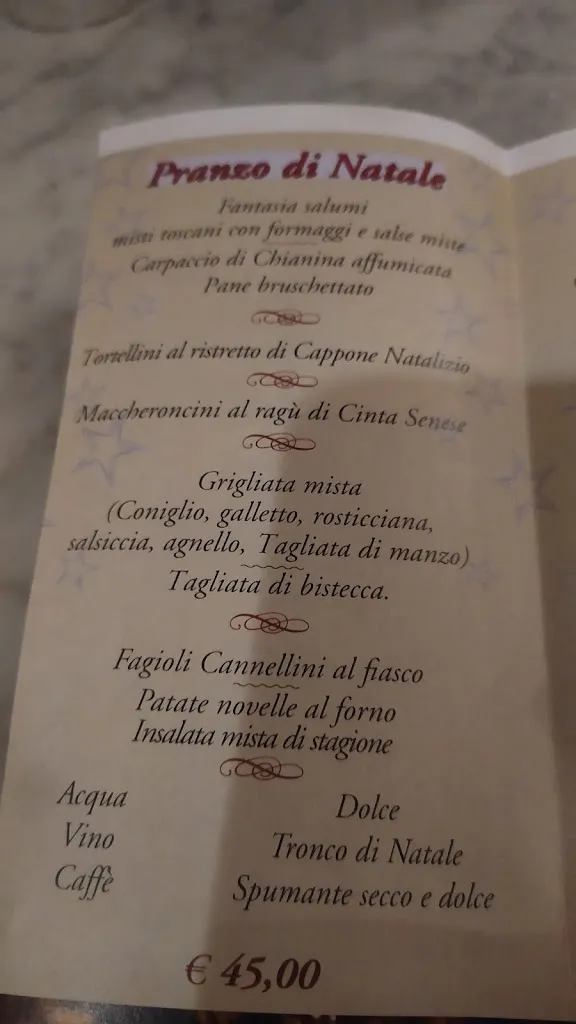 Pranzo di Natale
Fantasia salumi
misti toscani con formaggi e salse miste
Carpaccio di Chianina affumicata
Pane bruschettato
Tortellini al ristretto di Cappone Natalizio
Maccheroncini al ragù di Cinta Senese
Grigliata mista
(Coniglio, galletto, rosticciana,
salsiccia, agnello, Tagliata di manzo)
Tagliata di bistecca.
Fagioli Cannellini al fiasco
Patate novelle al forno
Insalata mista di stagione
Acqua
Vino
Caffè
Dolce
Tronco di Natale
Spumante secco e dolce
€ 45,00